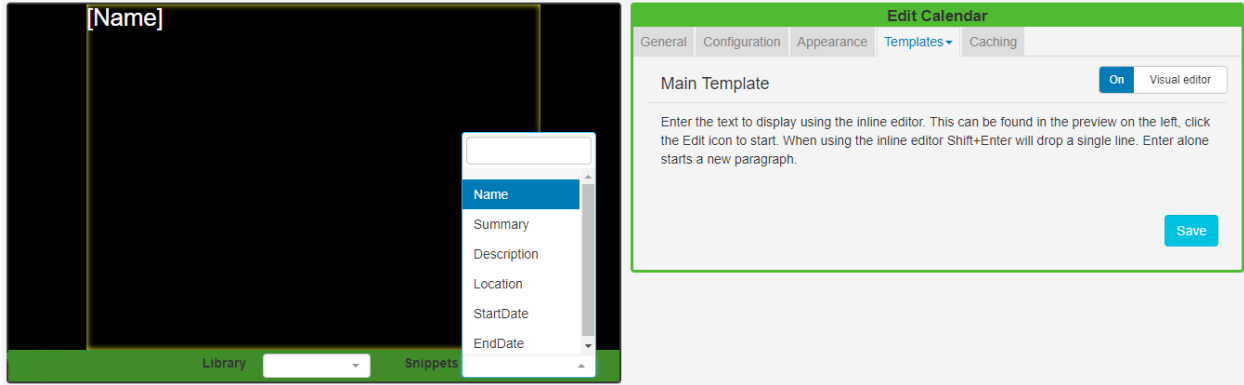 [Name]
Name
Summary
Description
Location
StartDate
EndDate
Library
Snippets
Edit Calendar
General Configuration Appearance Templates Caching
Main Template
On Visual editor
Enter the text to display using the inline editor. This can be found in the preview on the left, click
the Edit icon to start. When using the inline editor Shift+Enter will drop a single line. Enter alone
starts a new paragraph.
Save